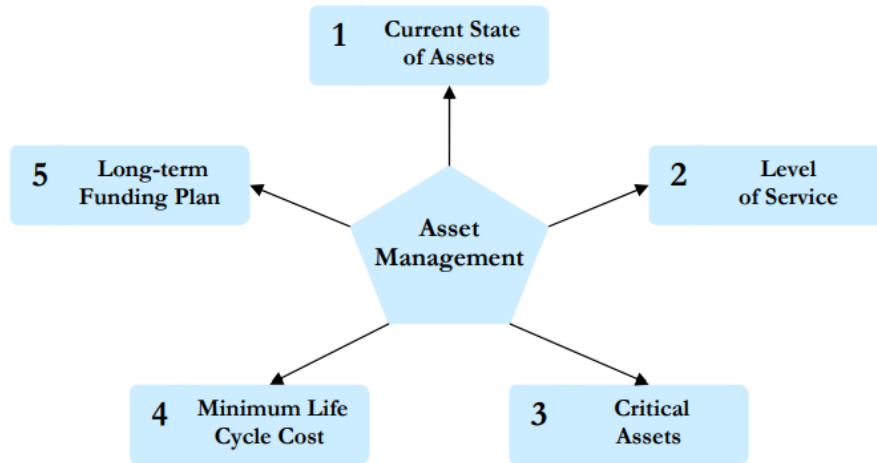 1 Current State
of Assets
5 Long-term
Funding Plan
2 Level
of Service
Asset
Management
4 Minimum Life
Cycle Cost
3 Critical
Assets